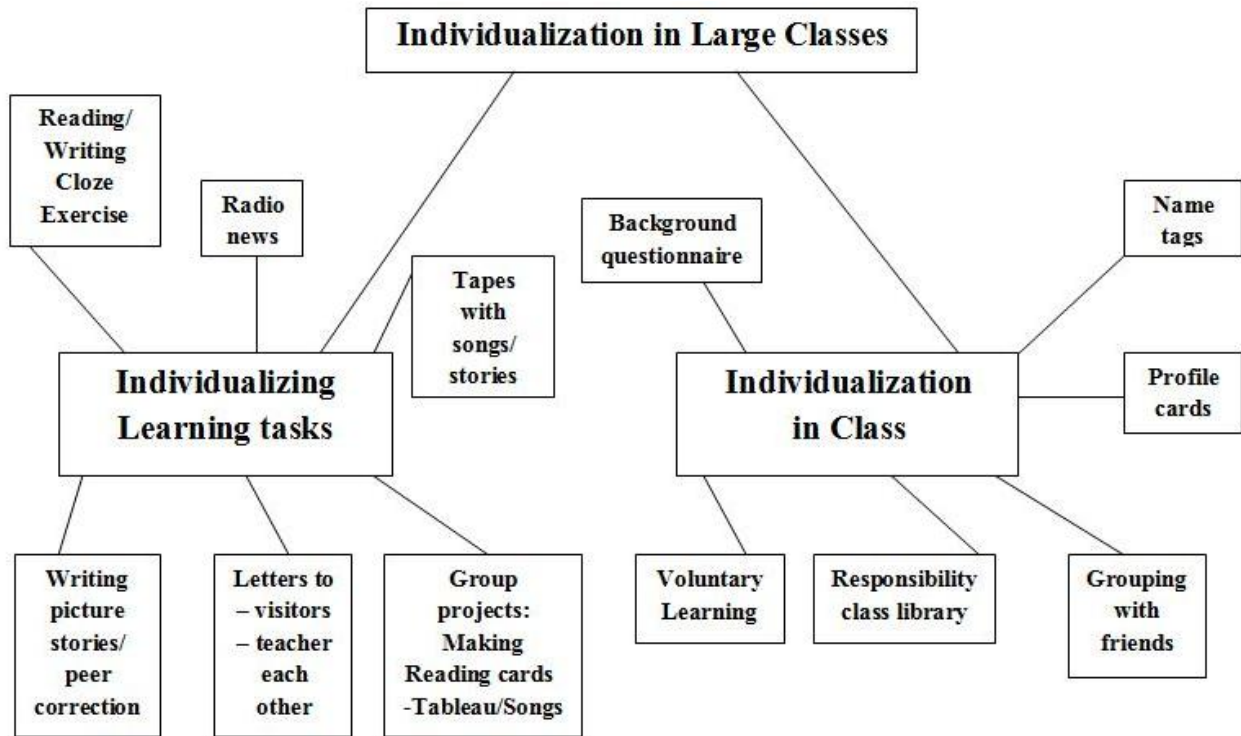 Individualization in Large Classes
Reading/
Writing
Cloze
Exercise
Radio
news
Tapes
with
songs/
stories
Background
questionnaire
Name
tags
Individualizing
Learning tasks
Individualization
in Class
Profile
cards
Writing
picture
stories/
peer
correction
Letters to
– visitors
– teacher
each
other
Group
projects:
Making
Reading cards
-Tableau/Songs
Voluntary
Learning
Responsibility
class library
Grouping
with
friends